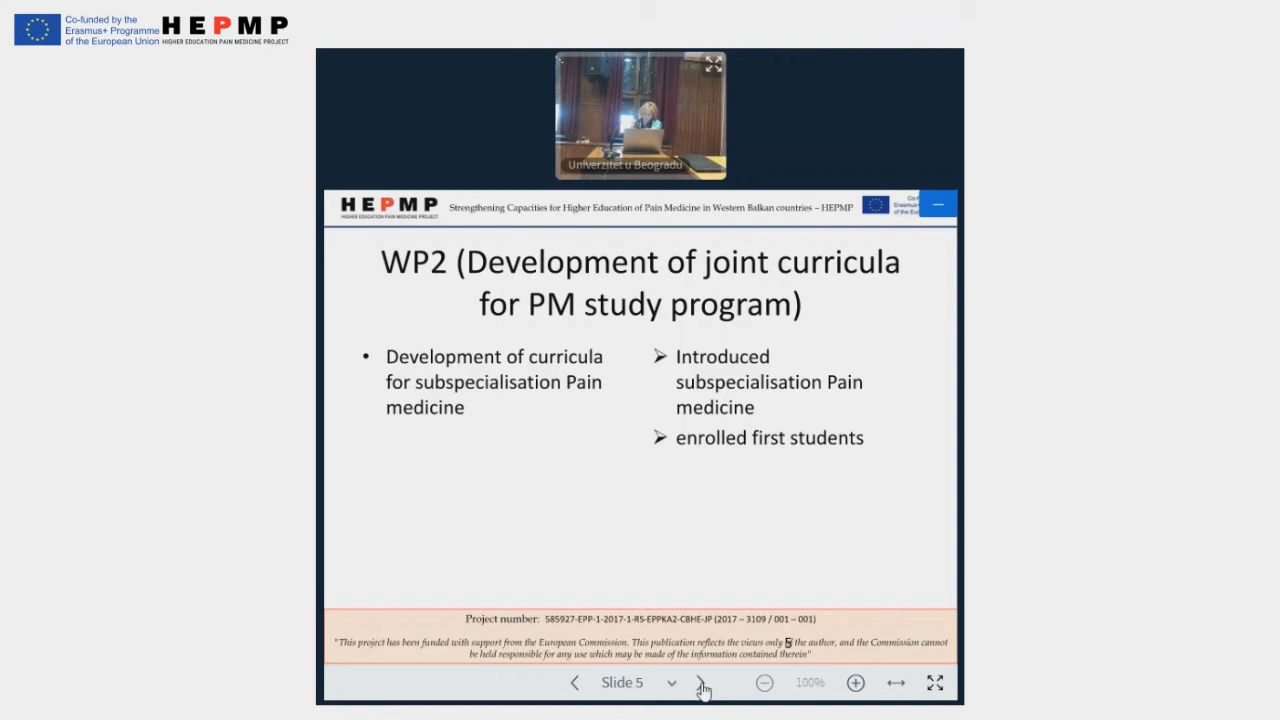 Co-funded by the
Erasmus+ Programme
of the European Union
HEPMP
HIGHER EDUCATION PAIN MEDICINE PROJECT
Univerzitet u Beogradu
HEPMP
HIGHER EDUCATION PAIN MEDICINE PROJECT
Strengthening Capacities for Higher Education of Pain Medicine in Western Balkan countries – HEPMP
WP2 (Development of joint curricula
for PM study program)
• Development of curricula
for subspecialisation Pain
medicine
➢ Introduced
subspecialisation Pain
medicine
➢ enrolled first students
Project number: 585927-EPP-1-2017-1-RS-EPPKA2-CBHE-JP (2017 – 3109 / 001 – 001)
"This project has been funded with support from the European Commission. This publication reflects the views only 5 the author, and the Commission cannot
be held responsible for any use which may be made of the information contained therein"
Slide 5
100%